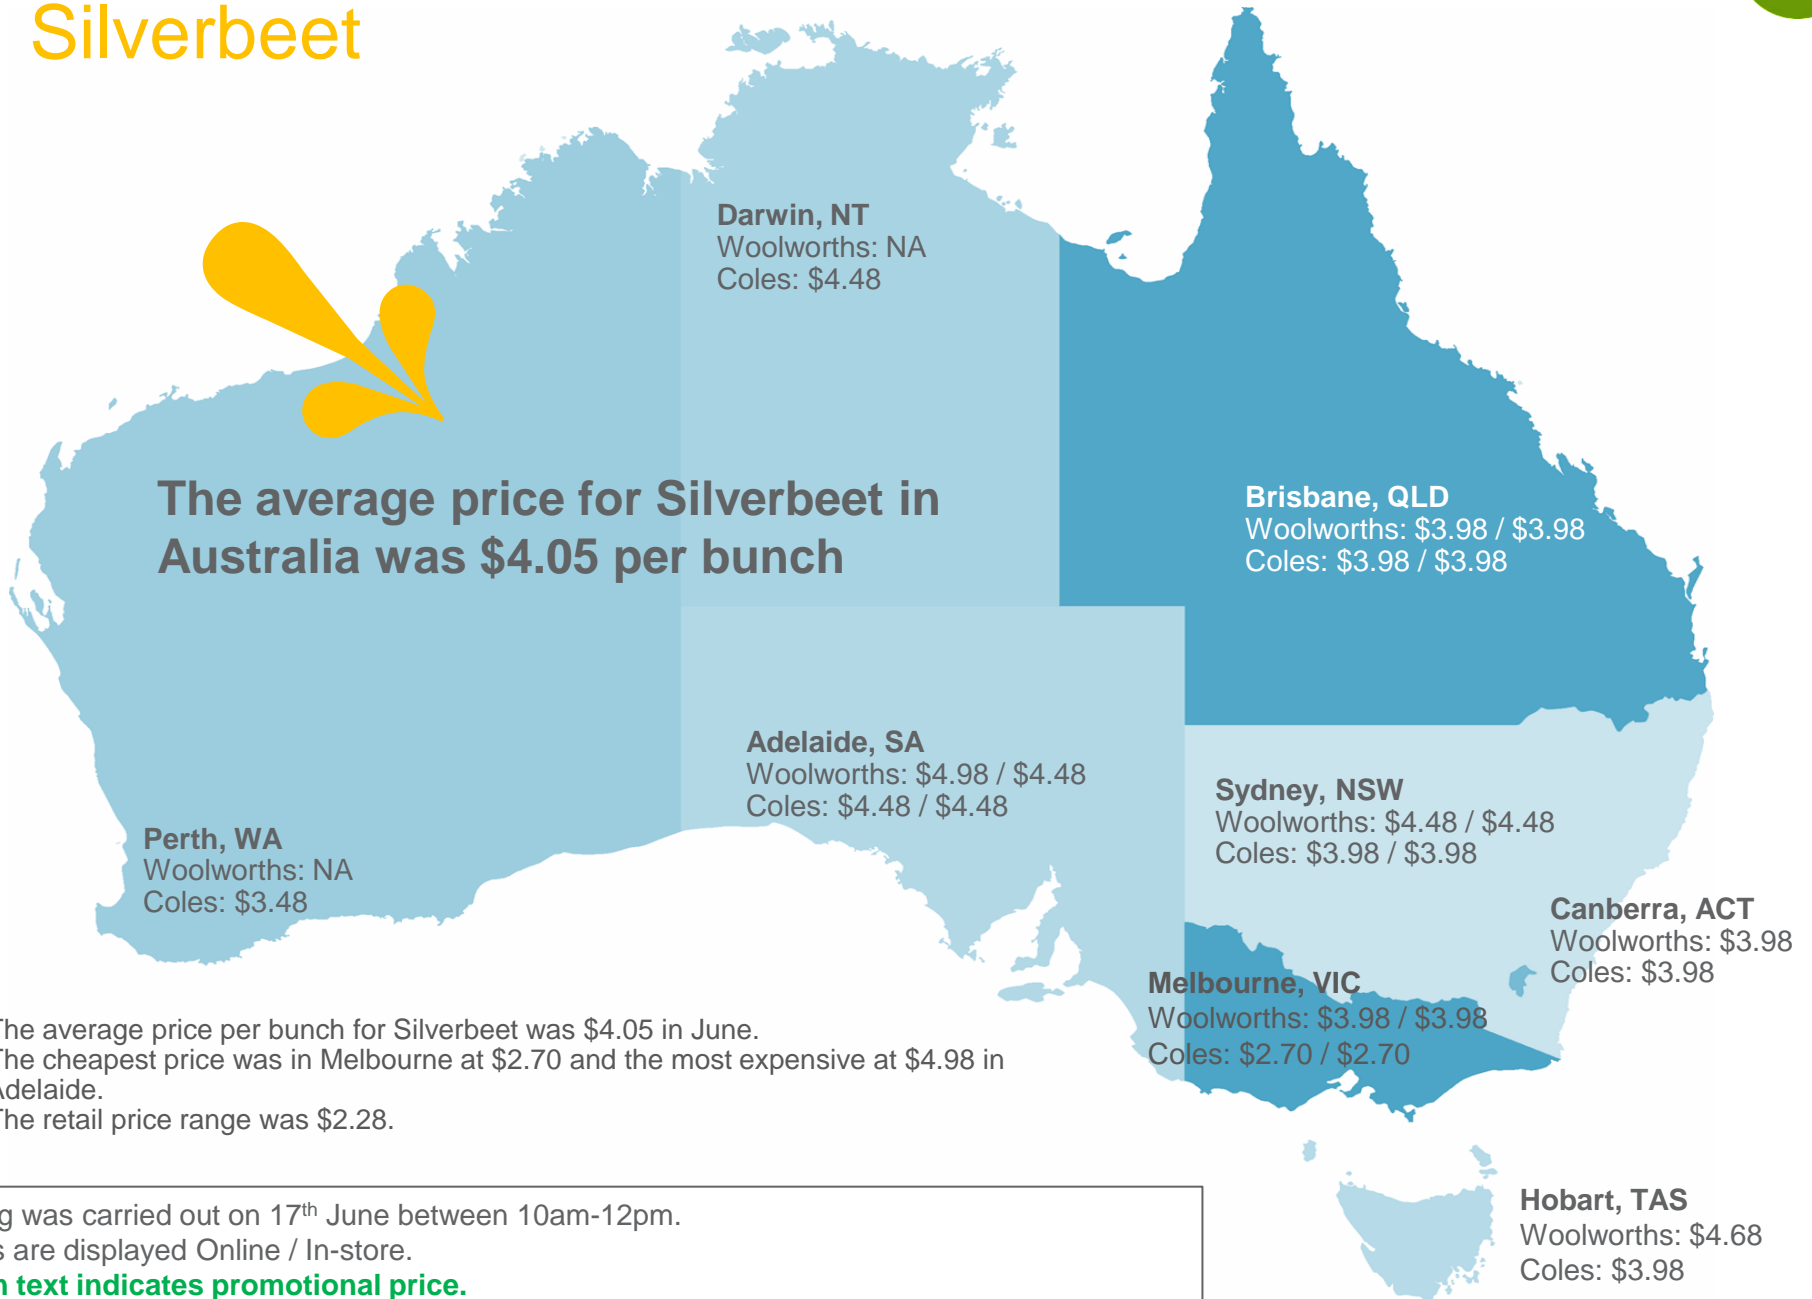 Silverbeet
Darwin, NT
Woolworths: NA
Coles: $4.48
The average price for Silverbeet in
Australia was $4.05 per bunch
Brisbane, QLD
Woolworths: $3.98 / $3.98
Coles: $3.98 / $3.98
Adelaide, SA
Woolworths: $4.98 / $4.48
Coles: $4.48 / $4.48
Sydney, NSW
Woolworths: $4.48 / $4.48
Coles: $3.98 / $3.98
Perth, WA
Woolworths: NA
Coles: $3.48
Canberra, ACT
Woolworths: $3.98
Coles: $3.98
Melbourne, VIC
Woolworths: $3.98 / $3.98
Coles: $2.70 / $2.70
The average price per bunch for Silverbeet was $4.05 in June.
The cheapest price was in Melbourne at $2.70 and the most expensive at $4.98 in
Adelaide.
The retail price range was $2.28.
g was carried out on 17th June between 10am-12pm.
s are displayed Online / In-store.
n text indicates promotional price.
Hobart, TAS
Woolworths: $4.68
Coles: $3.98